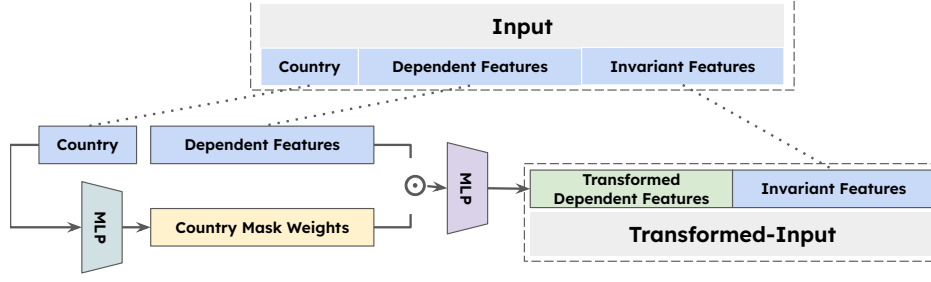 Input
Country
Dependent Features
Invariant Features
Country
Dependent Features
MLP
Country Mask Weights
MLP
Transformed
Dependent Features
Invariant Features
Transformed-Input